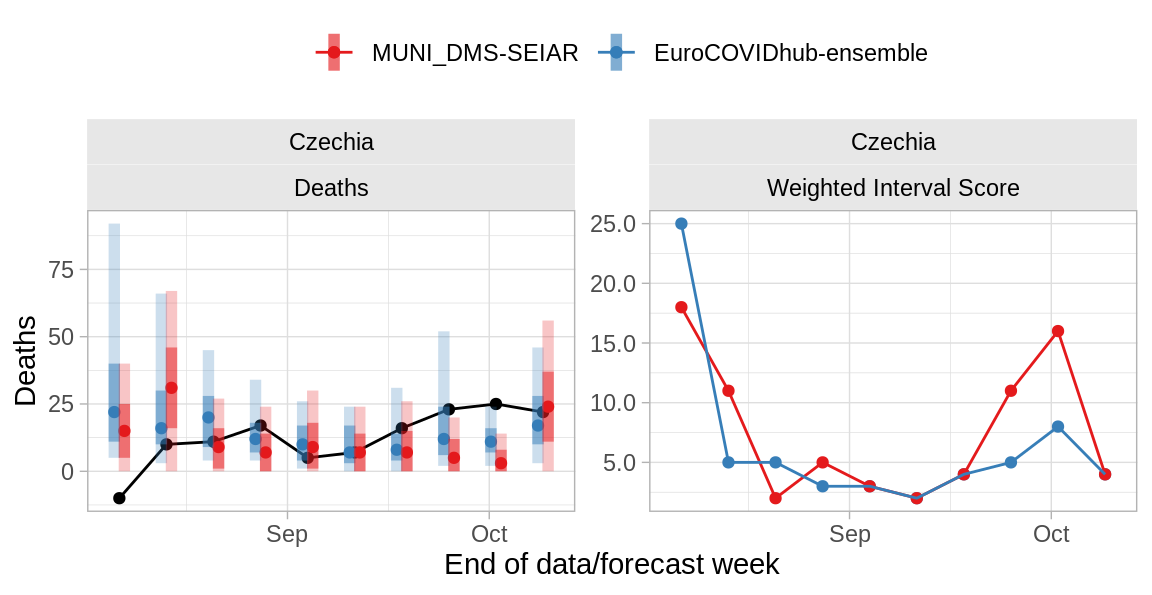 MUNI_DMS-SEIAR EuroCOVIDhub-ensemble
Czechia
Deaths
Deaths
75
50
25
0
Sep Oct
Czechia
Weighted Interval Score
25.0
20.0
15.0
10.0
5.0
Sep Oct
End of data/forecast week